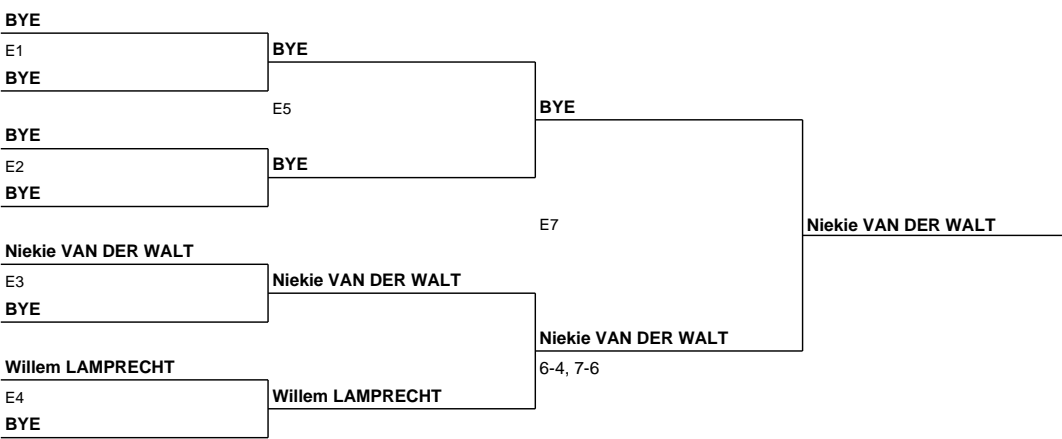 BYE
E1
BYE
BYE
E5
BYE
BYE
E2
BYE
BYE
E7
Niekie VAN DER WALT
Niekie VAN DER WALT
E3
Niekie VAN DER WALT
BYE
Niekie VAN DER WALT
6-4, 7-6
Willem LAMPRECHT
E4
Willem LAMPRECHT
BYE